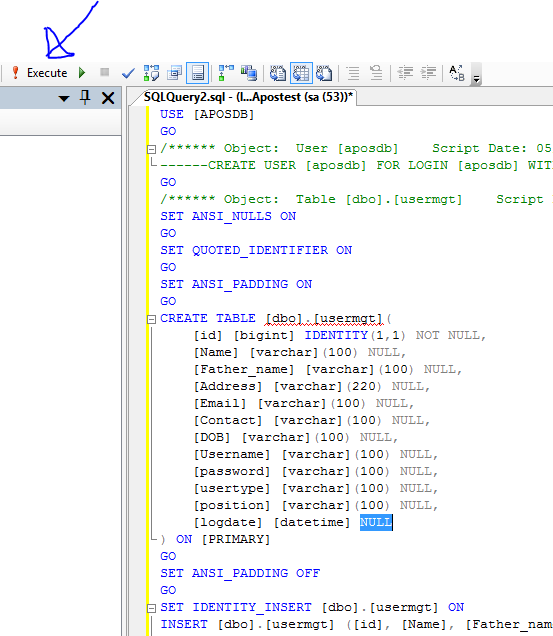 Execute
SQLQuery2.sql - (l...Apostest (sa (53))*
USE [APOSDB]
GO
/****** Object:  User [aposdb]    Script Date: 05
------CREATE USER [aposdb] FOR LOGIN [aposdb] WIT
GO
/****** Object:  Table [dbo].[usermgt]    Script
SET ANSI_NULLS ON
GO
SET QUOTED_IDENTIFIER ON
GO
SET ANSI_PADDING ON
GO
CREATE TABLE [dbo].[usermgt](
[id] [bigint] IDENTITY(1,1) NOT NULL,
[Name] [varchar](100) NULL,
[Father_name] [varchar](100) NULL,
[Address] [varchar](220) NULL,
[Email] [varchar](100) NULL,
[Contact] [varchar](100) NULL,
[DOB] [varchar](100) NULL,
[Username] [varchar](100) NULL,
[password] [varchar](100) NULL,
[usertype] [varchar](100) NULL,
[position] [varchar](100) NULL,
[logdate] [datetime] NULL
) ON [PRIMARY]
GO
SET ANSI_PADDING OFF
GO
SET IDENTITY_INSERT [dbo].[usermgt] ON
INSERT [dbo].[usermgt] ([id], [Name], [Father_nam